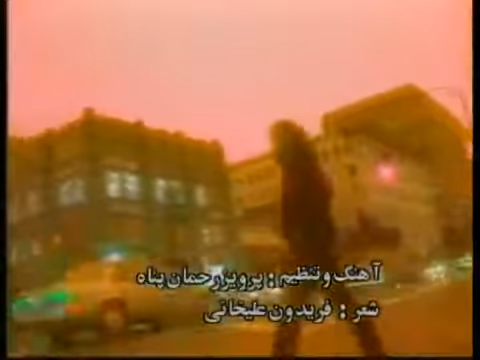 آهنگ و تنظیم : پرویز رحمان پناه
شعر : فریدون علیخانی